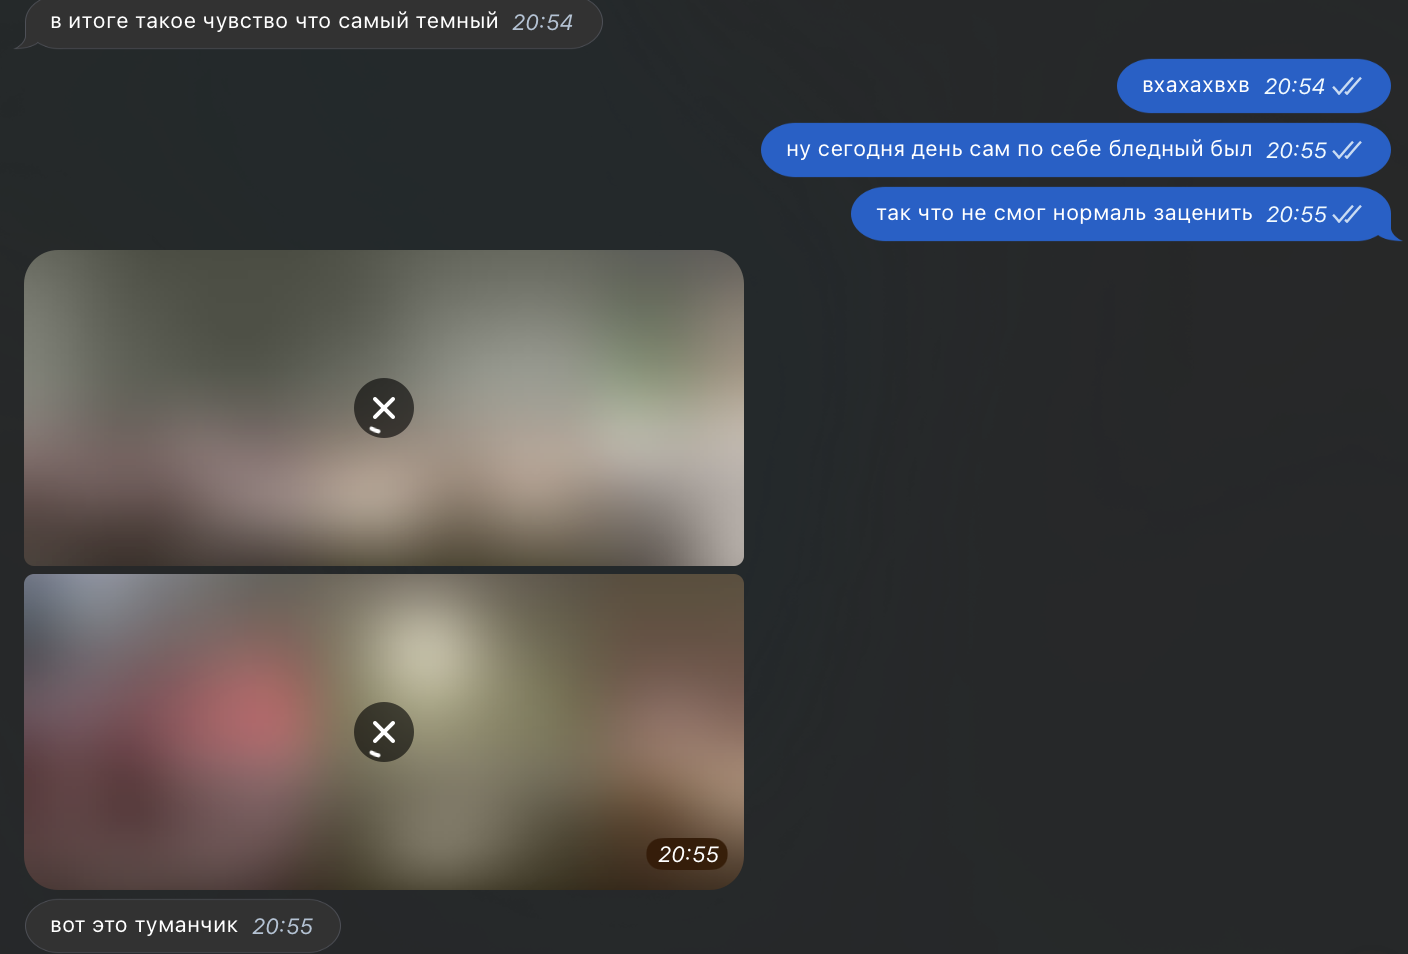 в итоге такое чувство что самый темный 20:54
вхахахвхв 20:54
ну сегодня день сам по себе бледный был 20:55
так что не смог нормаль заценить 20:55
20:55
вот это туманчик 20:55